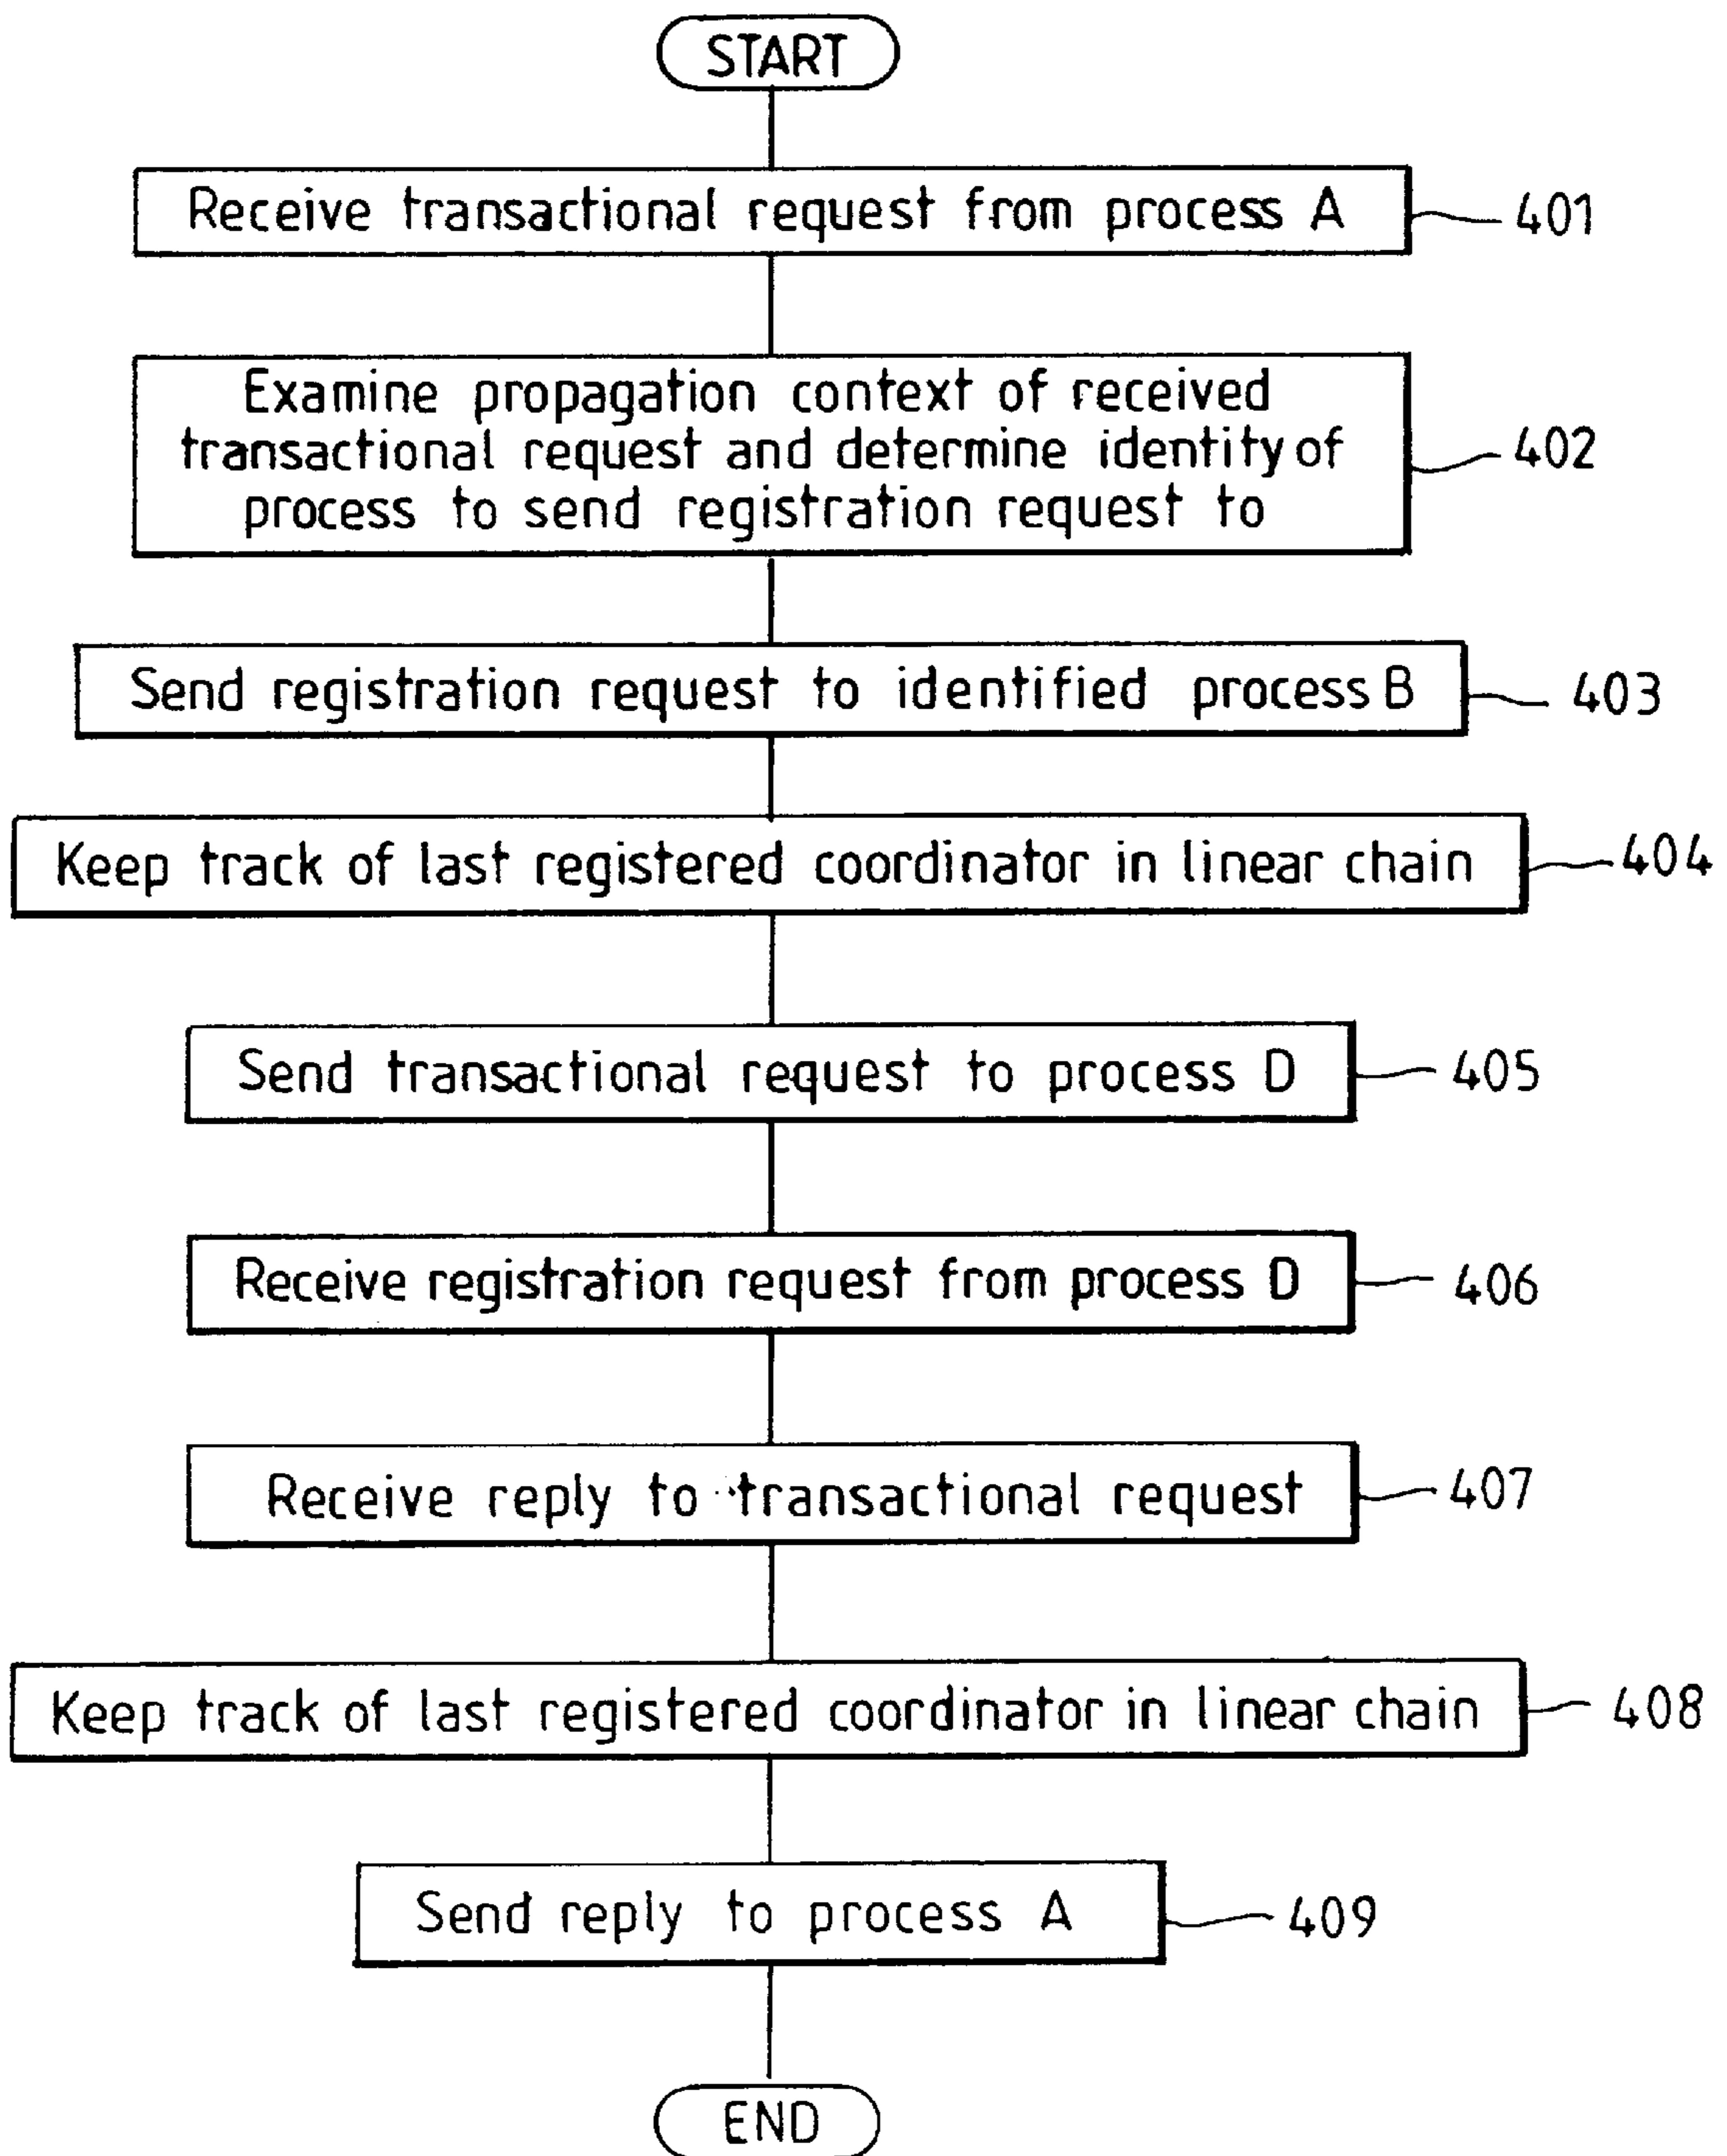 START
Receive transactional request from process A
401
Examine propagation context of received
transactional request and determine identity of
process to send registration request to
402
Send registration request to identified process B
403
Keep track of last registered coordinator in linear chain
404
Send transactional request to process D
405
Receive registration request from process D
406
Receive reply to transactional request
407
Keep track of last registered coordinator in linear chain
408
Send reply to process A
409
END